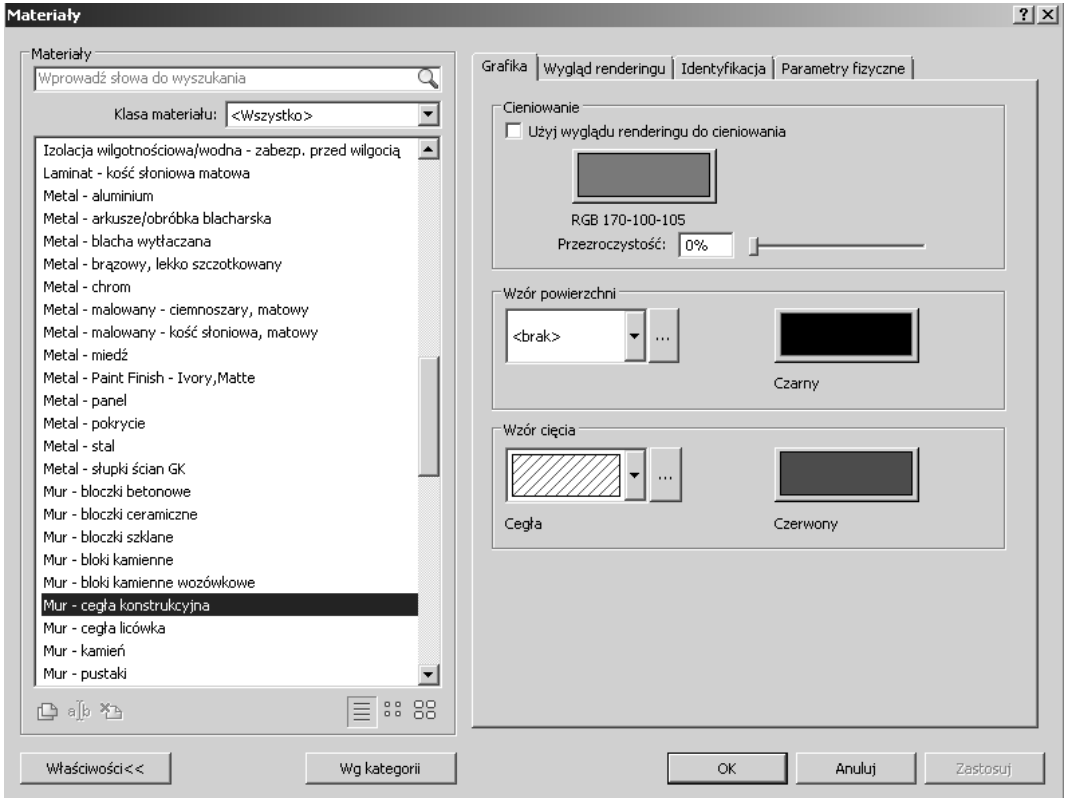 Materiały
Materiały
Wprowadź słowa do wyszukania
Klasa materiału: <Wszystko>
Izolacja wilgotnościowa/wodna - zabezp. przed wilgocią
Laminat - kość słoniowa matowa
Metal - aluminium
Metal - arkusze/obróbka blacharska
Metal - blacha wytłaczana
Metal - brązowy, lekko szczotkowany
Metal - chrom
Metal - malowany - ciemnoszary, matowy
Metal - malowany - kość słoniowa, matowy
Metal - miedź
Metal - Paint Finish - Ivory,Matte
Metal - panel
Metal - pokrycie
Metal - stal
Metal - słupki ścian GK
Mur - bloczki betonowe
Mur - bloczki ceramiczne
Mur - bloczki szklane
Mur - bloki kamienne
Mur - bloki kamienne wozówkowe
Mur - cegła konstrukcyjna
Mur - cegła licówka
Mur - kamień
Mur - pustaki
Właściwości<<
Wg kategorii
Grafika
Wygląd renderingu
Identyfikacja
Parametry fizyczne
Cieniowanie
Użyj wyglądu renderingu do cieniowania
RGB 170-100-105
Przezroczystość: 0%
Wzór powierzchni
<brak>
...
Czarny
Wzór cięcia
...
Cegła
Czerwony
OK
Anuluj
Zastosuj